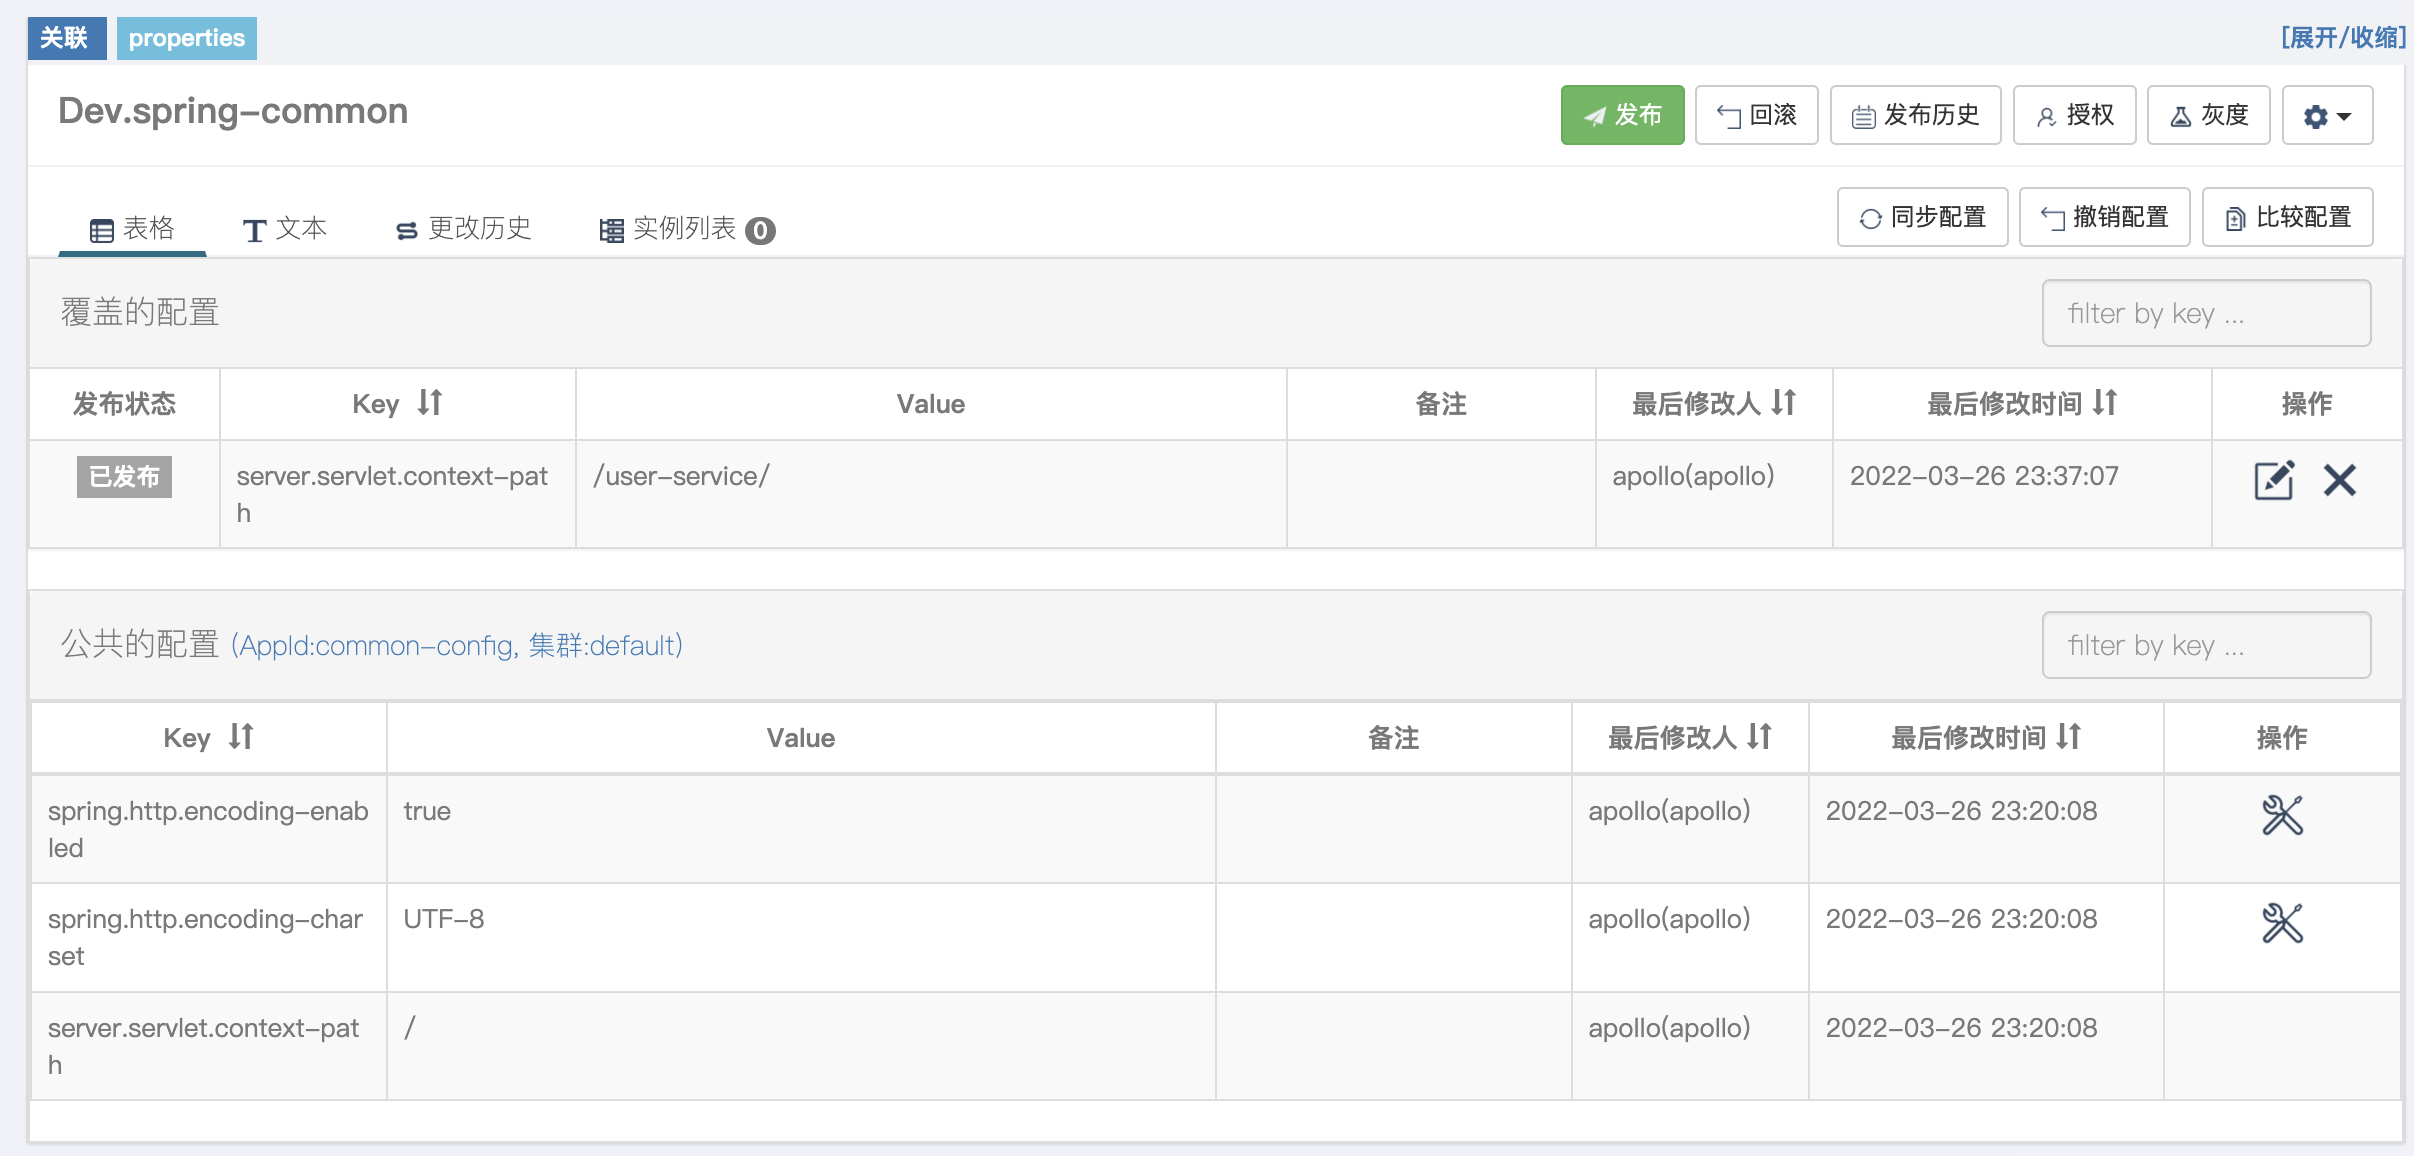 关联 properties [展开/收缩]
Dev.spring-common 发布 回滚 发布历史 授权 灰度
表格 文本 更改历史 实例列表 0 同步配置 撤销配置 比较配置
覆盖的配置 filter by key ...
发布状态 Key Value 备注 最后修改人 最后修改时间 操作
已发布 server.servlet.context-pat /user-service/ apollo(apollo) 2022-03-26 23:37:07
h
公共的配置 (AppId:common-config, 集群:default) filter by key ...
Key Value 备注 最后修改人 最后修改时间 操作
spring.http.encoding-enab true apollo(apollo) 2022-03-26 23:20:08
led
spring.http.encoding-char UTF-8 apollo(apollo) 2022-03-26 23:20:08
set
server.servlet.context-pat / apollo(apollo) 2022-03-26 23:20:08
h